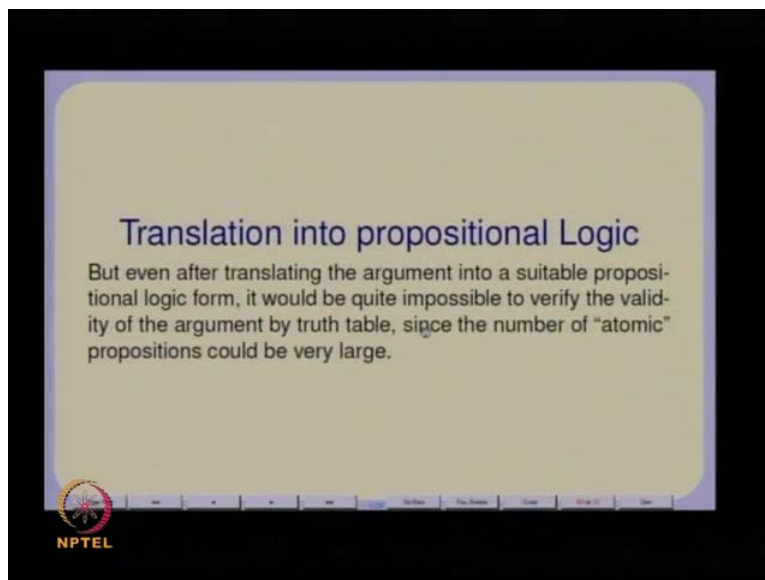 Translation into propositional Logic
But even after translating the argument into a suitable proposi-
tional logic form, it would be quite impossible to verify the valid-
ity of the argument by truth table, since the number of “atomic”
propositions could be very large.
NPTEL